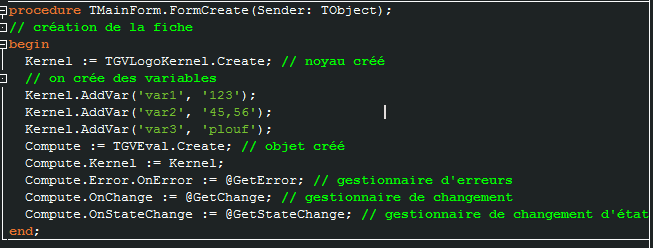 procedure TMainForm.FormCreate(Sender: TObject);
// création de la fiche
begin
Kernel := TGVLogoKernel.Create; // noyau créé
// on crée des variables
Kernel.AddVar('var1', '123');
Kernel.AddVar('var2', '45,56');
Kernel.AddVar('var3', 'plouf');
Compute := TGVEval.Create; // objet créé
Compute.Kernel := Kernel;
Compute.Error.OnError := @GetError; // gestionnaire d'erreurs
Compute.OnChange := @GetChange; // gestionnaire de changement
Compute.OnStateChange := @GetStateChange; // gestionnaire de changement d'état
end;